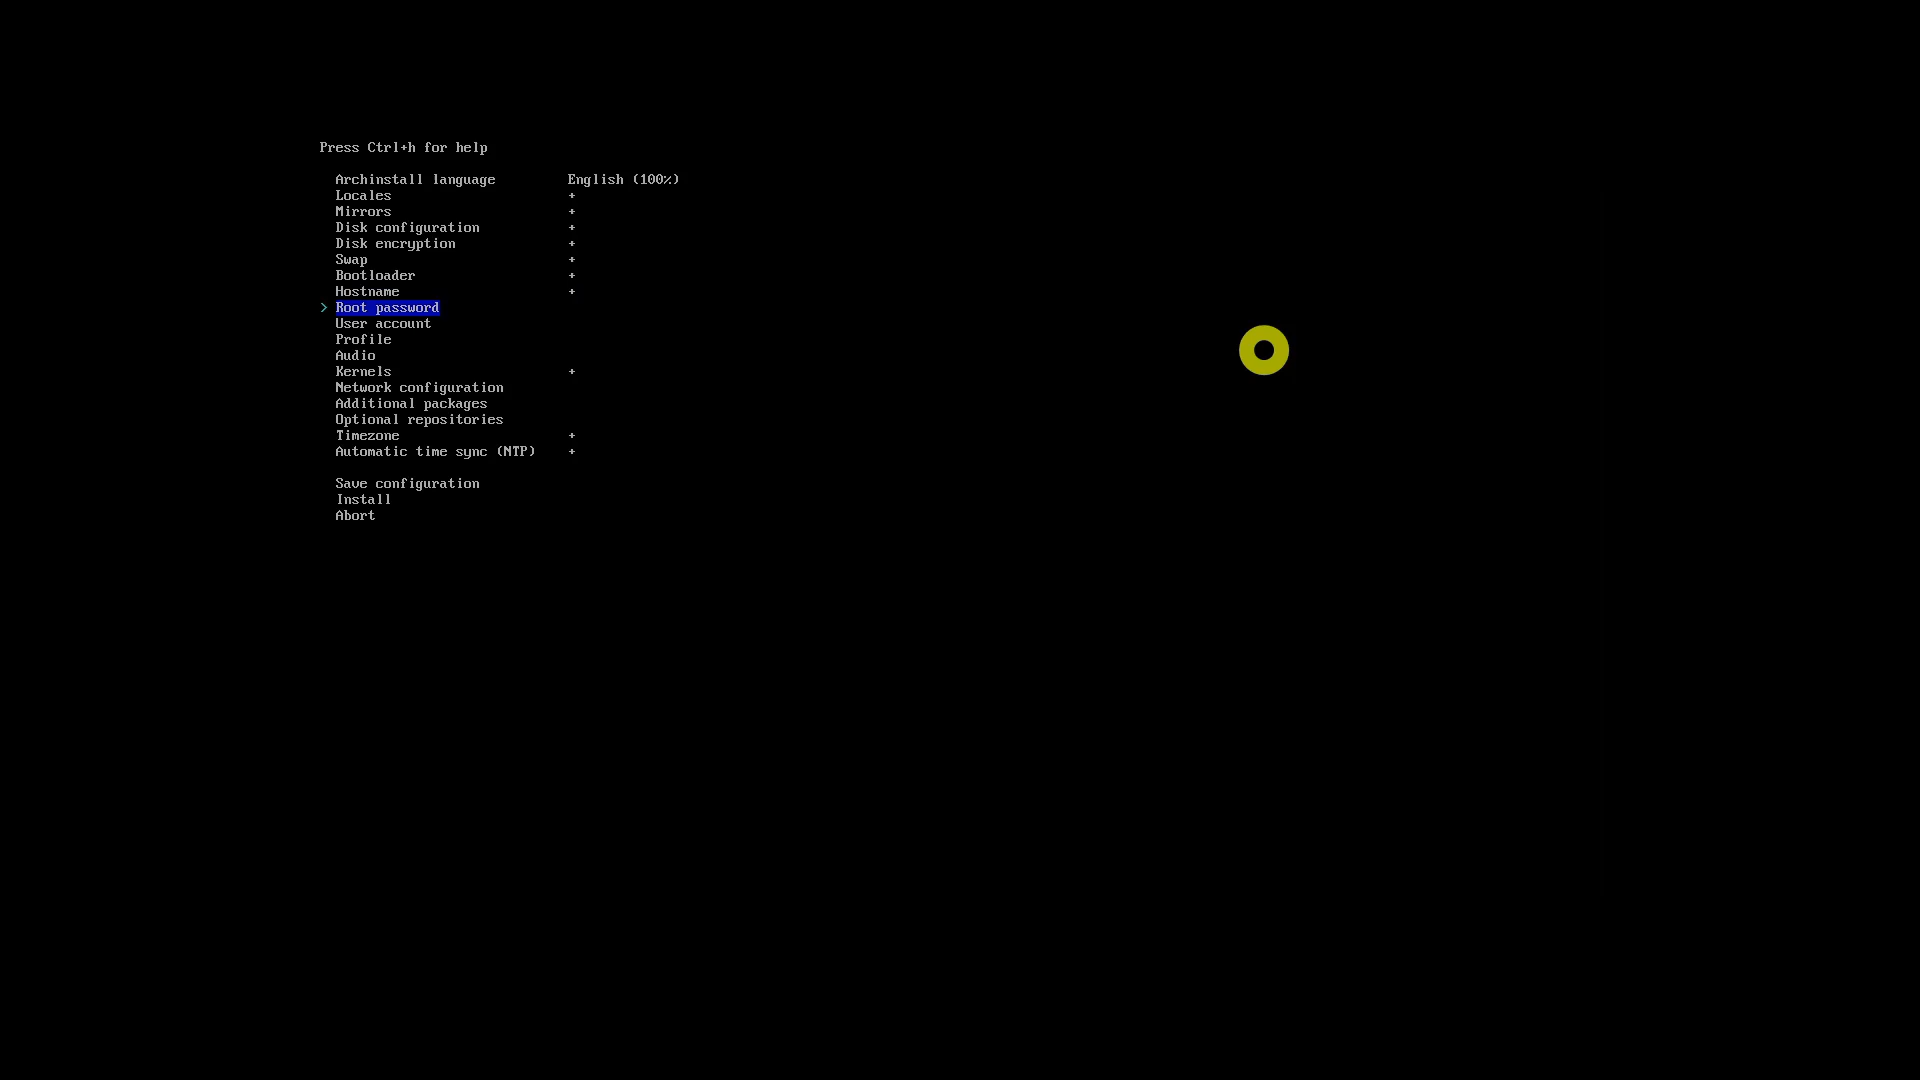 Press Ctrl+h for help
Archinstall language English (100%)
Locales +
Mirrors +
Disk configuration +
Disk encryption +
Swap +
Bootloader +
Hostname +
> Root password
User account
Profile
Audio
Kernels +
Network configuration
Additional packages
Optional repositories
Timezone +
Automatic time sync (NTP) +
Save configuration
Install
Abort